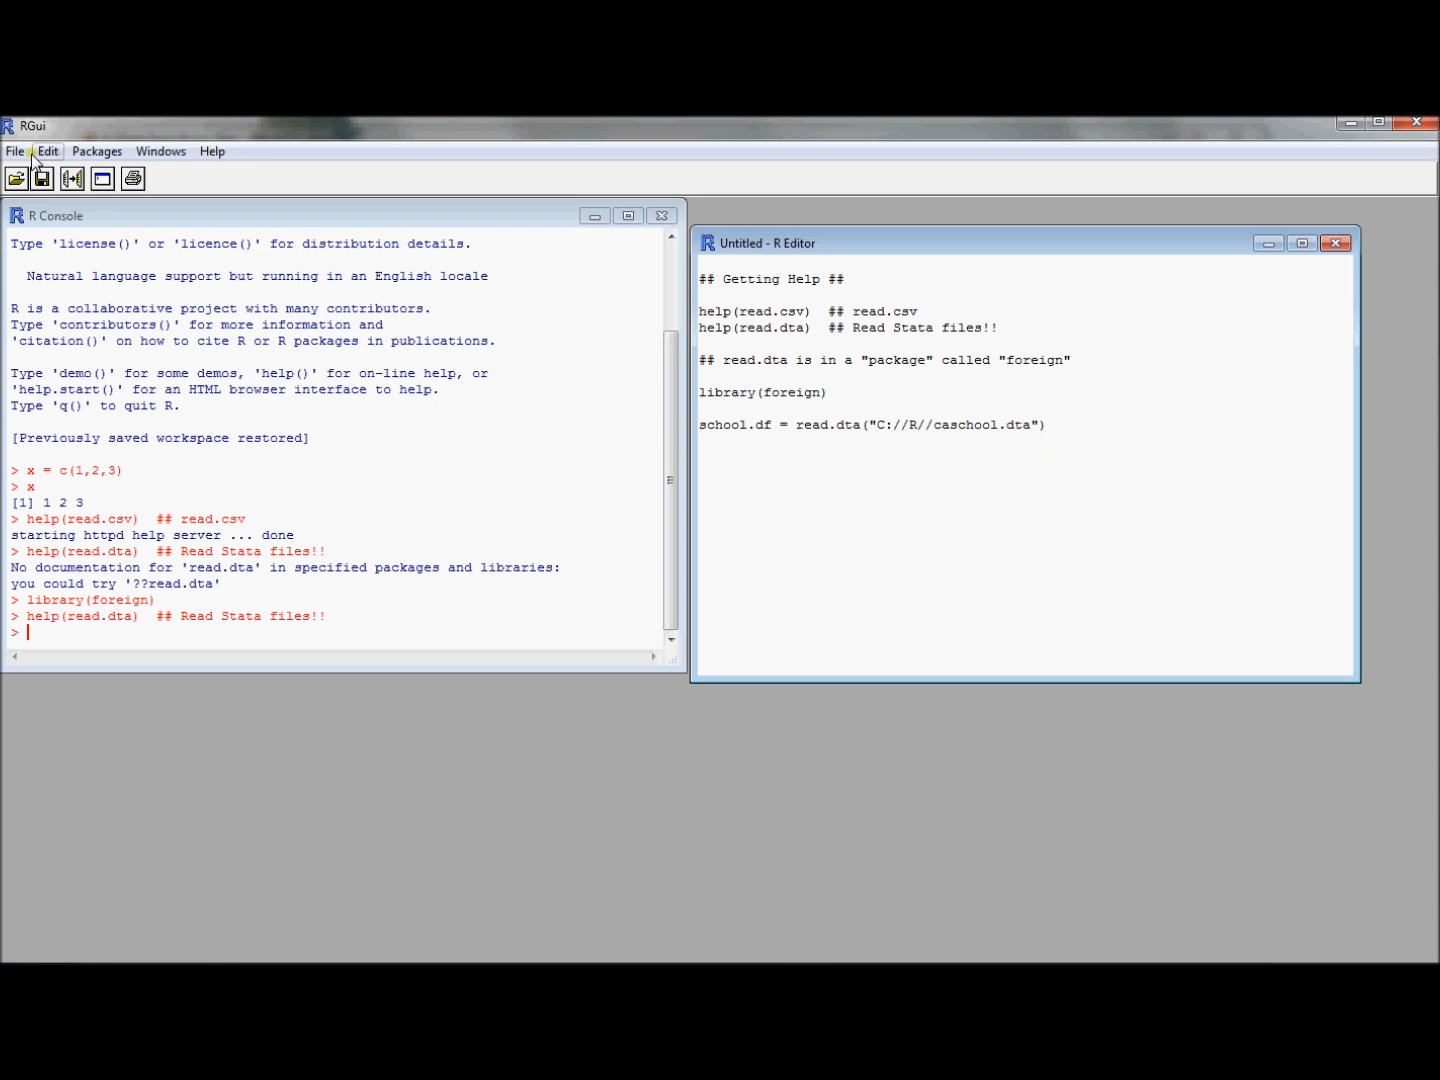 RGui
File Edit Packages Windows Help
R Console
Type 'license()' or 'licence()' for distribution details.
Natural language support but running in an English locale
R is a collaborative project with many contributors.
Type 'contributors()' for more information and
'citation()' on how to cite R or R packages in publications.
Type 'demo()' for some demos, 'help()' for on-line help, or
'help.start()' for an HTML browser interface to help.
Type 'q()' to quit R.
[Previously saved workspace restored]
> x = c(1,2,3)
> x
[1] 1 2 3
> help(read.csv)  ## read.csv
starting httpd help server ... done
> help(read.dta)  ## Read Stata files!!
No documentation for 'read.dta' in specified packages and libraries:
you could try '??read.dta'
> library(foreign)
> help(read.dta)  ## Read Stata files!!
>
Untitled - R Editor
## Getting Help ##
help(read.csv)  ## read.csv
help(read.dta)  ## Read Stata files!!
## read.dta is in a "package" called "foreign"
library(foreign)
school.df = read.dta("C://R//caschool.dta")